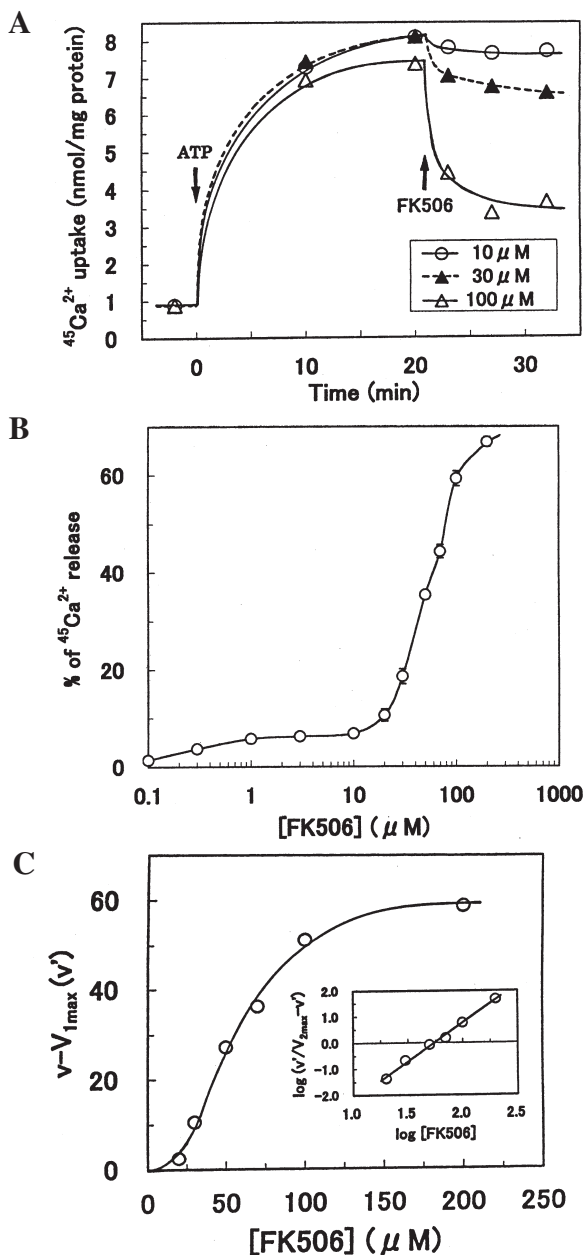 A
⁴⁵Ca²⁺ uptake (nmol/mg protein)
8
7
6
5
4
3
2
1
0
ATP
FK506
10 μM
30 μM
100 μM
0 10 20 30
Time (min)
B
% of ⁴⁵Ca²⁺ release
60
40
20
0
0.1 1 10 100 1000
[FK506] (μM)
C
v-V1max (v')
60
40
20
0
log (v'/V2max-v')
2.0
1.0
0.0
-1.0
-2.0
1.0 1.5 2.0 2.5
log [FK506]
0 50 100 150 200 250
[FK506] (μM)